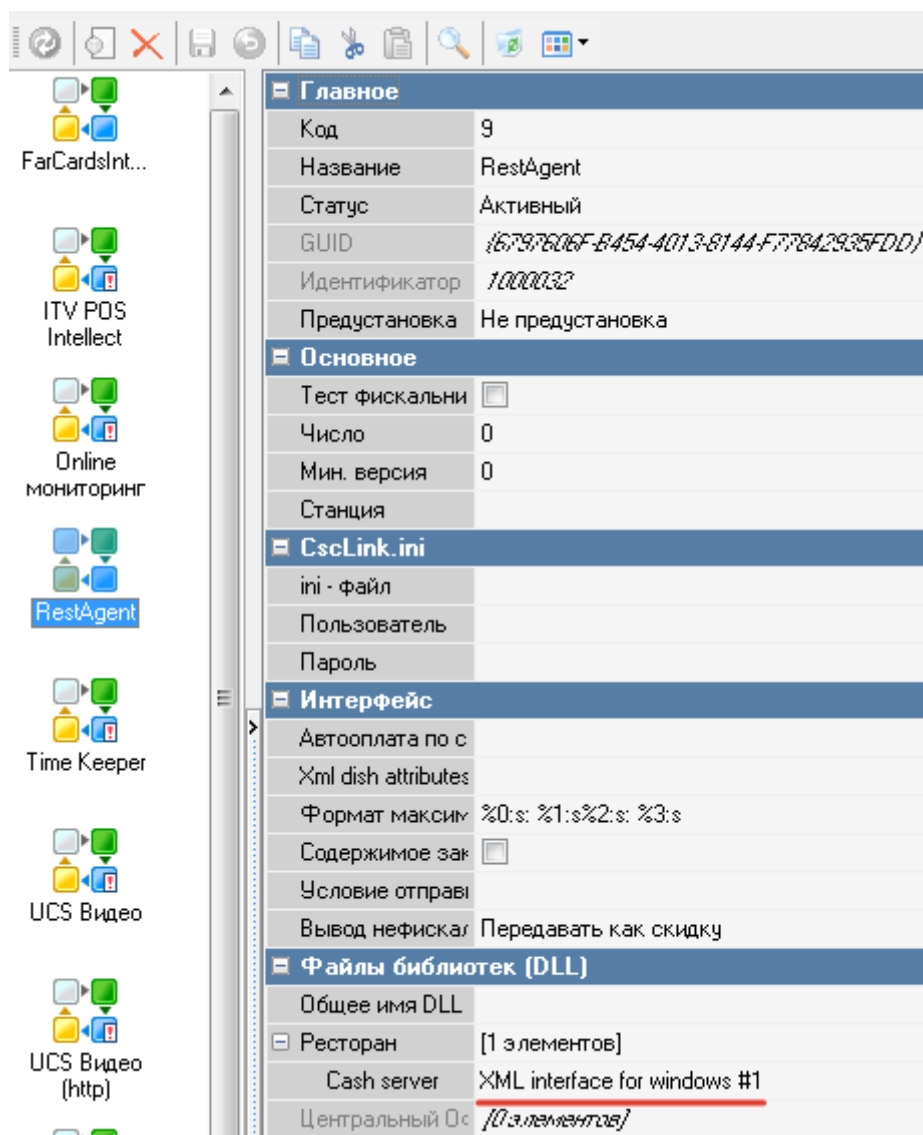 FarCardsInt...
ITV POS
Intellect
Online
мониторинг
RestAgent
Time Keeper
UCS Видео
UCS Видео
(http)
Главное
Код 9
Название RestAgent
Статус Активный
GUID {6797606F-B454-4013-8144-F77842935FDD}
Идентификатор 1000032
Предустановка Не предустановка
Основное
Тест фискальни
Число 0
Мин. версия 0
Станция
CscLink.ini
ini - файл
Пользователь
Пароль
Интерфейс
Автооплата по с
Xml dish attributes
Формат максим %0:s: %1:s%2:s: %3:s
Содержимое зак
Условие отправі
Вывод нефискал Передавать как скидку
Файлы библиотек (DLL)
Общее имя DLL
Ресторан [1 элементов]
Cash server XML interface for windows #1
Центральный Ос [0 элементов]